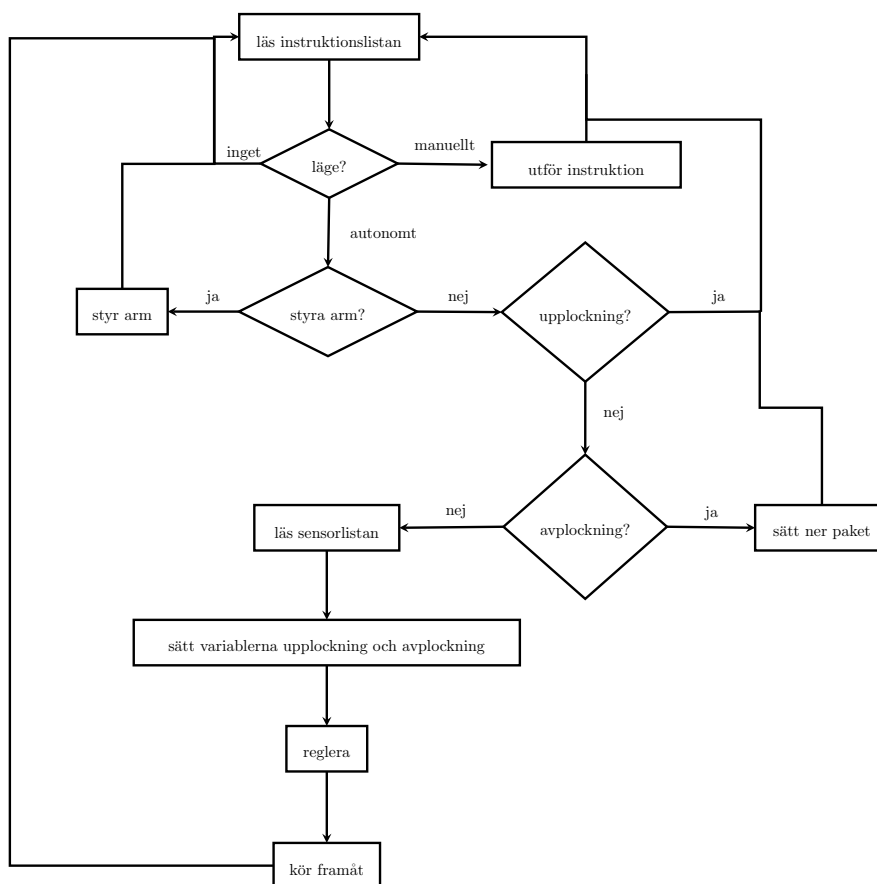 läs instruktionslistan
inget
läge?
manuellt
utför instruktion
autonomt
styr arm
ja
styra arm?
nej
upplockning?
ja
nej
läs sensorlistan
nej
avplockning?
ja
sätt ner paket
sätt variablerna upplockning och avplockning
reglera
kör framåt